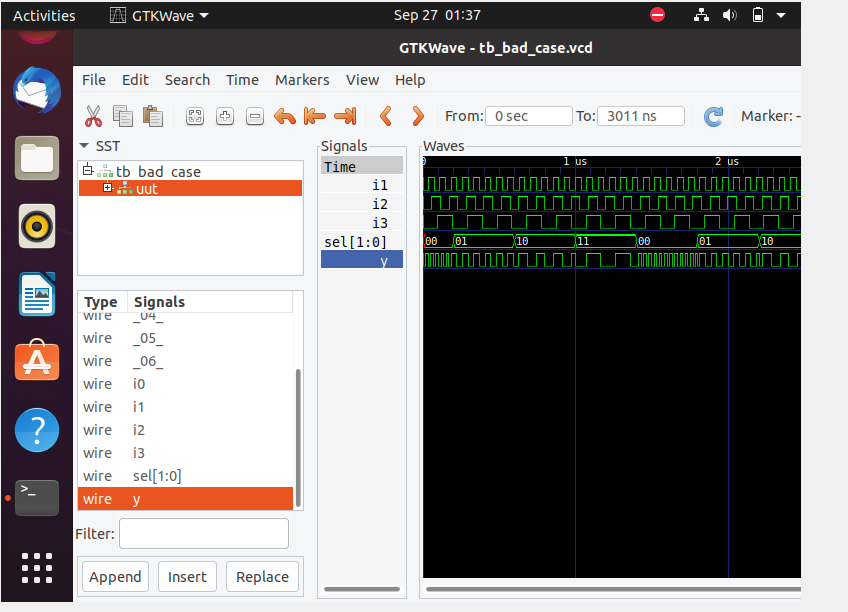 Activities GTKWave Sep 27 01:37
GTKWave - tb_bad_case.vcd
File Edit Search Time Markers View Help
From: 0 sec To: 3011 ns Marker: -
SST
Signals
Waves
tb_bad_case
uut
Type Signals
wire _04_
wire _05_
wire _06_
wire i0
wire i1
wire i2
wire i3
wire sel[1:0]
wire y
Filter:
Append Insert Replace
Time
i1
i2
i3
sel[1:0]
y
0 1 us 2 us
00 01 10 11 00 01 10